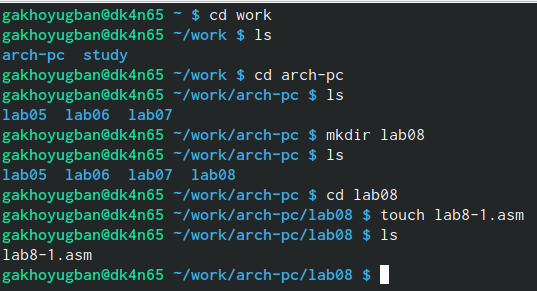 gakhoyugban@dk4n65 ~ $ cd work
gakhoyugban@dk4n65 ~/work $ ls
arch-pc  study
gakhoyugban@dk4n65 ~/work $ cd arch-pc
gakhoyugban@dk4n65 ~/work/arch-pc $ ls
lab05  lab06  lab07
gakhoyugban@dk4n65 ~/work/arch-pc $ mkdir lab08
gakhoyugban@dk4n65 ~/work/arch-pc $ ls
lab05  lab06  lab07  lab08
gakhoyugban@dk4n65 ~/work/arch-pc $ cd lab08
gakhoyugban@dk4n65 ~/work/arch-pc/lab08 $ touch lab8-1.asm
gakhoyugban@dk4n65 ~/work/arch-pc/lab08 $ ls
lab8-1.asm
gakhoyugban@dk4n65 ~/work/arch-pc/lab08 $